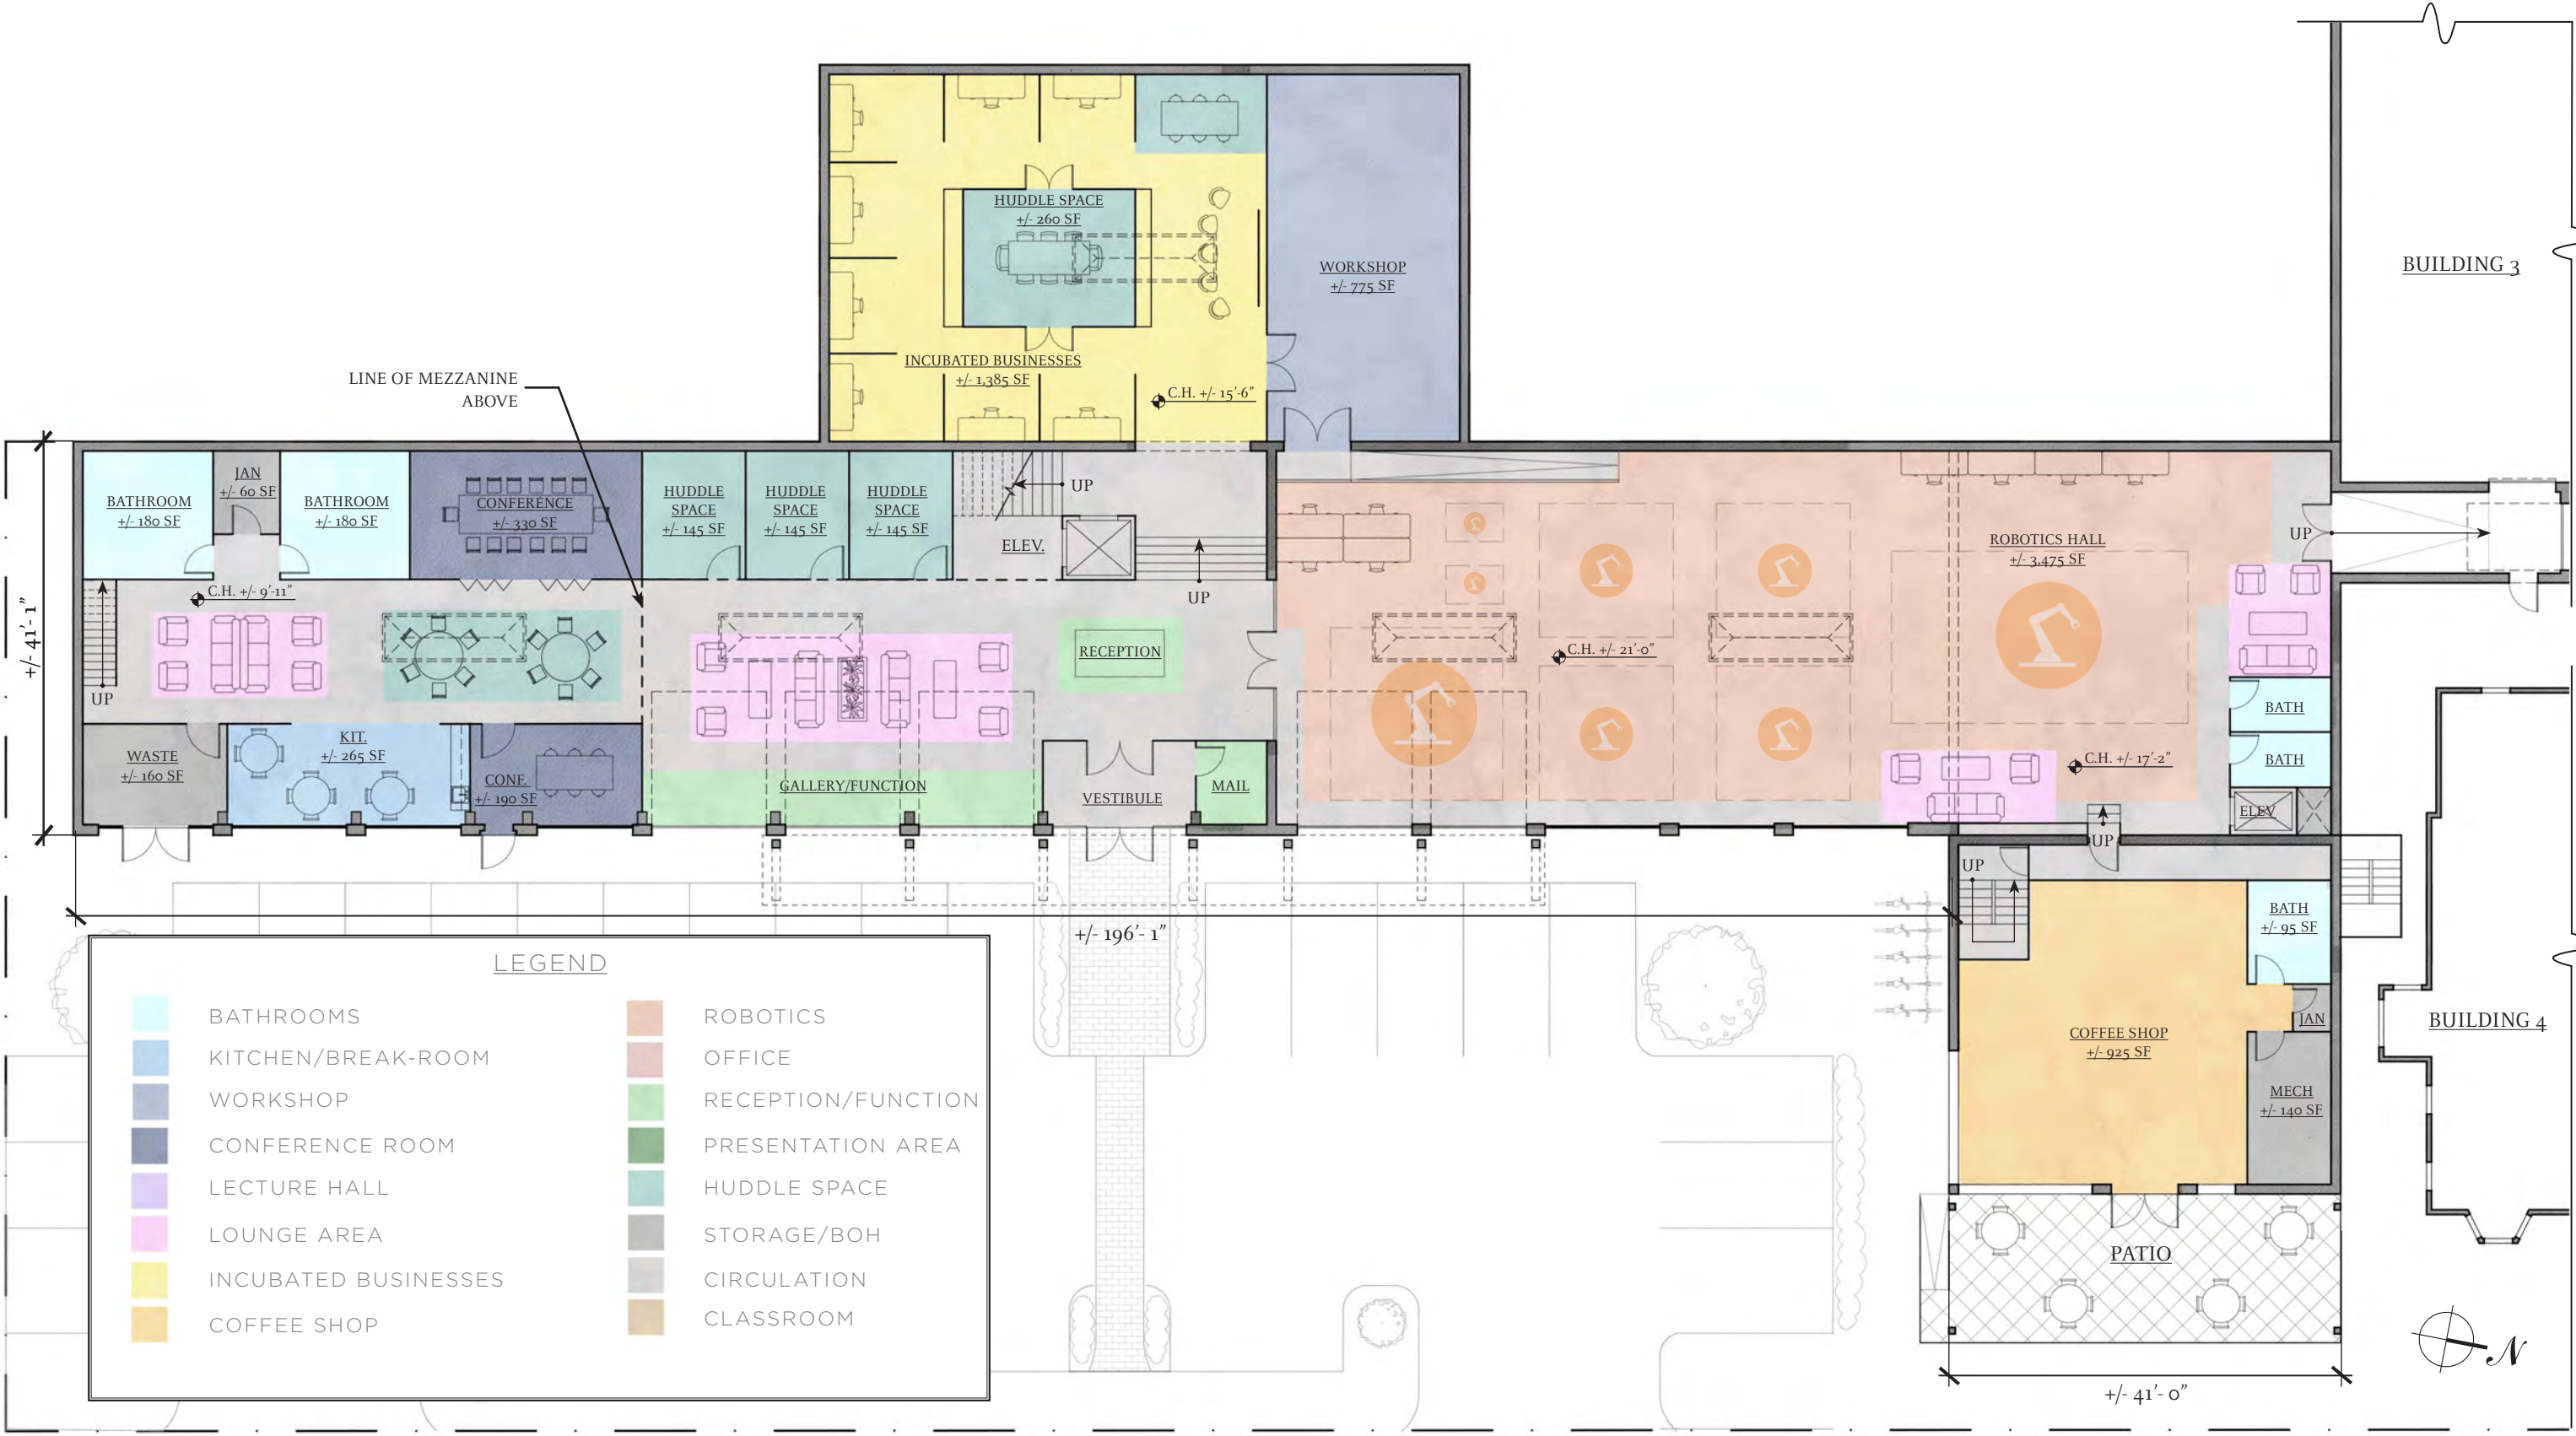 BUILDING 3
HUDDLE SPACE
+/- 260 SF
WORKSHOP
+/- 775 SF
INCUBATED BUSINESSES
+/- 1,385 SF
C.H. +/- 15'-6"
LINE OF MEZZANINE
ABOVE
BATHROOM
+/- 180 SF
JAN
+/- 60 SF
BATHROOM
+/- 180 SF
CONFERENCE
+/- 330 SF
HUDDLE
SPACE
+/- 145 SF
HUDDLE
SPACE
+/- 145 SF
HUDDLE
SPACE
+/- 145 SF
UP
ELEV.
UP
ROBOTICS HALL
+/- 3,475 SF
UP
+/- 41'- 1"
C.H. +/- 9'-11"
UP
RECEPTION
C.H. +/- 21'-0"
WASTE
+/- 160 SF
KIT.
+/- 265 SF
CONF.
+/- 190 SF
GALLERY/FUNCTION
VESTIBULE
MAIL
C.H. +/- 17'-2"
BATH
BATH
ELEV
UP
UP
BATH
+/- 95 SF
+/- 196'- 1"
COFFEE SHOP
+/- 925 SF
JAN
MECH
+/- 140 SF
BUILDING 4
PATIO
+/- 41'- 0"
N
LEGEND
BATHROOMS
KITCHEN/BREAK-ROOM
WORKSHOP
CONFERENCE ROOM
LECTURE HALL
LOUNGE AREA
INCUBATED BUSINESSES
COFFEE SHOP
ROBOTICS
OFFICE
RECEPTION/FUNCTION
PRESENTATION AREA
HUDDLE SPACE
STORAGE/BOH
CIRCULATION
CLASSROOM